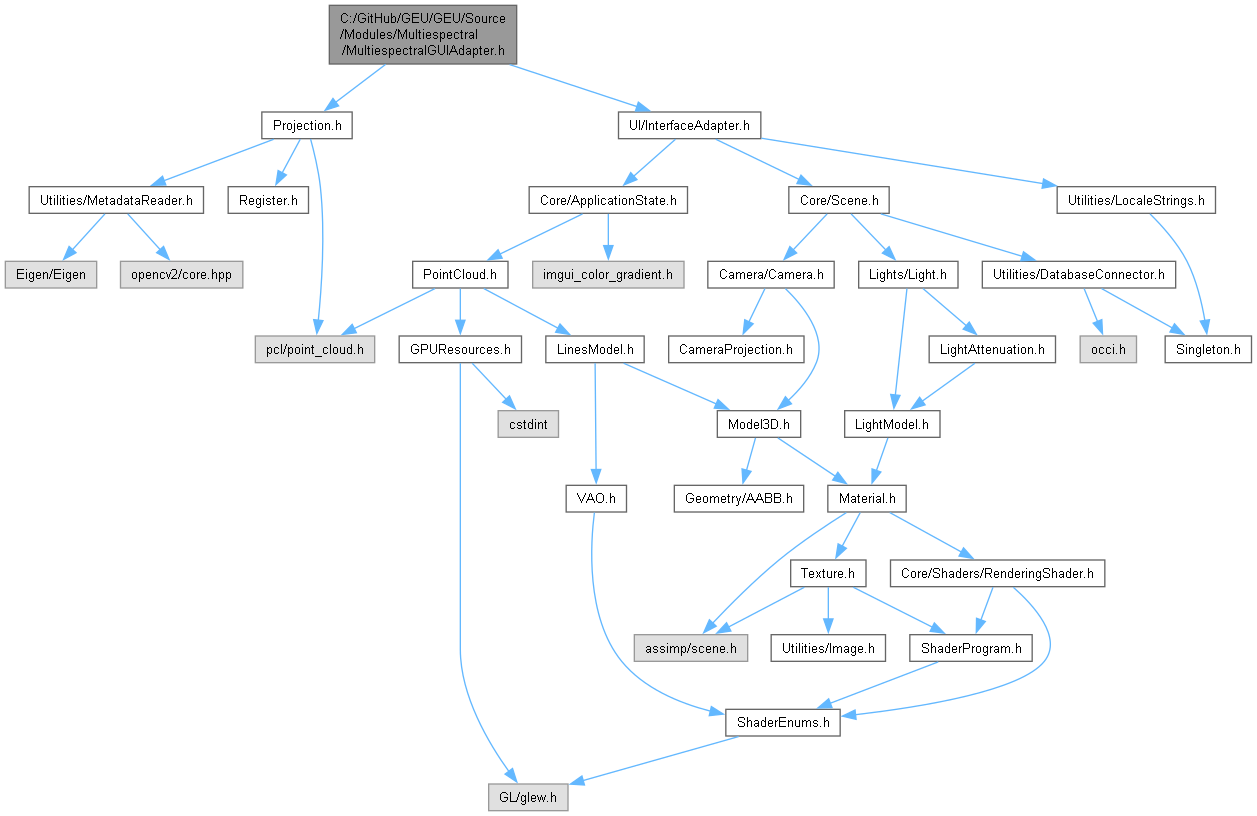 C:/GitHub/GEU/GEU/Source
/Modules/Multiespectral
/MultiespectralGUIAdapter.h
Projection.h
UI/InterfaceAdapter.h
Utilities/MetadataReader.h
Register.h
Core/ApplicationState.h
Core/Scene.h
Utilities/LocaleStrings.h
Eigen/Eigen
opencv2/core.hpp
PointCloud.h
imgui_color_gradient.h
Camera/Camera.h
Lights/Light.h
Utilities/DatabaseConnector.h
pcl/point_cloud.h
GPUResources.h
LinesModel.h
CameraProjection.h
LightAttenuation.h
occi.h
Singleton.h
cstdint
Model3D.h
LightModel.h
VAO.h
Geometry/AABB.h
Material.h
Texture.h
Core/Shaders/RenderingShader.h
assimp/scene.h
Utilities/Image.h
ShaderProgram.h
ShaderEnums.h
GL/glew.h